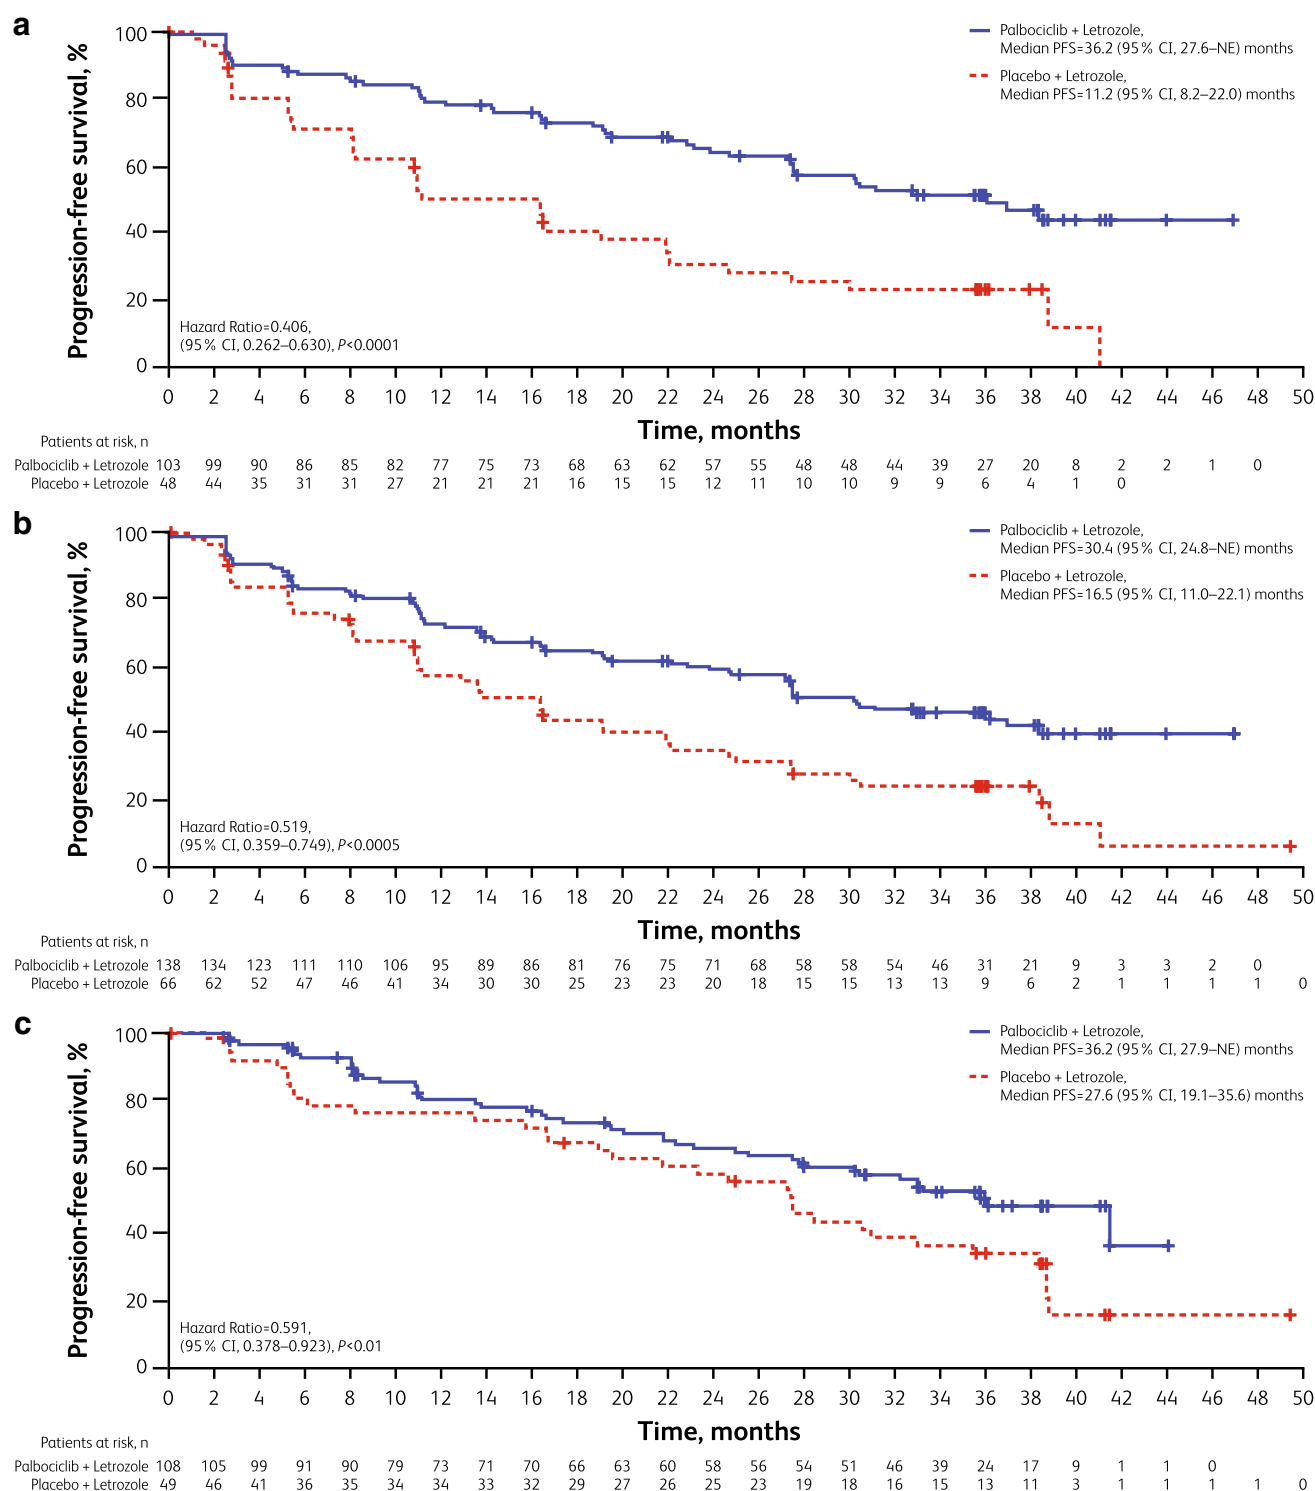 a
Progression-free survival, %
100
80
60
40
20
0
Palbociclib + Letrozole,
Median PFS=36.2 (95% CI, 27.6–NE) months
Placebo + Letrozole,
Median PFS=11.2 (95% CI, 8.2–22.0) months
Hazard Ratio=0.406,
(95% CI, 0.262–0.630), P<0.0001
0 2 4 6 8 10 12 14 16 18 20 22 24 26 28 30 32 34 36 38 40 42 44 46 48 50
Time, months
Patients at risk, n
Palbociclib + Letrozole 103 99 90 86 85 82 77 75 73 68 63 62 57 55 48 48 44 39 27 20 8 2 2 1 0
Placebo + Letrozole 48 44 35 31 31 27 21 21 21 16 15 15 12 11 10 10 9 9 6 4 1 0
b
Progression-free survival, %
100
80
60
40
20
0
Palbociclib + Letrozole,
Median PFS=30.4 (95% CI, 24.8–NE) months
Placebo + Letrozole,
Median PFS=16.5 (95% CI, 11.0–22.1) months
Hazard Ratio=0.519,
(95% CI, 0.359–0.749), P<0.0005
0 2 4 6 8 10 12 14 16 18 20 22 24 26 28 30 32 34 36 38 40 42 44 46 48 50
Time, months
Patients at risk, n
Palbociclib + Letrozole 138 134 123 111 110 106 95 89 86 81 76 75 71 68 58 58 54 46 31 21 9 3 3 2 0
Placebo + Letrozole 66 62 52 47 46 41 34 30 30 25 23 23 20 18 15 15 13 13 9 6 2 1 1 1 1 0
c
Progression-free survival, %
100
80
60
40
20
0
Palbociclib + Letrozole,
Median PFS=36.2 (95% CI, 27.9–NE) months
Placebo + Letrozole,
Median PFS=27.6 (95% CI, 19.1–35.6) months
Hazard Ratio=0.591,
(95% CI, 0.378–0.923), P<0.01
0 2 4 6 8 10 12 14 16 18 20 22 24 26 28 30 32 34 36 38 40 42 44 46 48 50
Time, months
Patients at risk, n
Palbociclib + Letrozole 108 105 99 91 90 79 73 71 70 66 63 60 58 56 54 51 46 39 24 17 9 1 1 0
Placebo + Letrozole 49 46 41 36 35 34 34 33 32 29 27 26 25 23 19 18 16 15 13 11 3 1 1 1 1 0